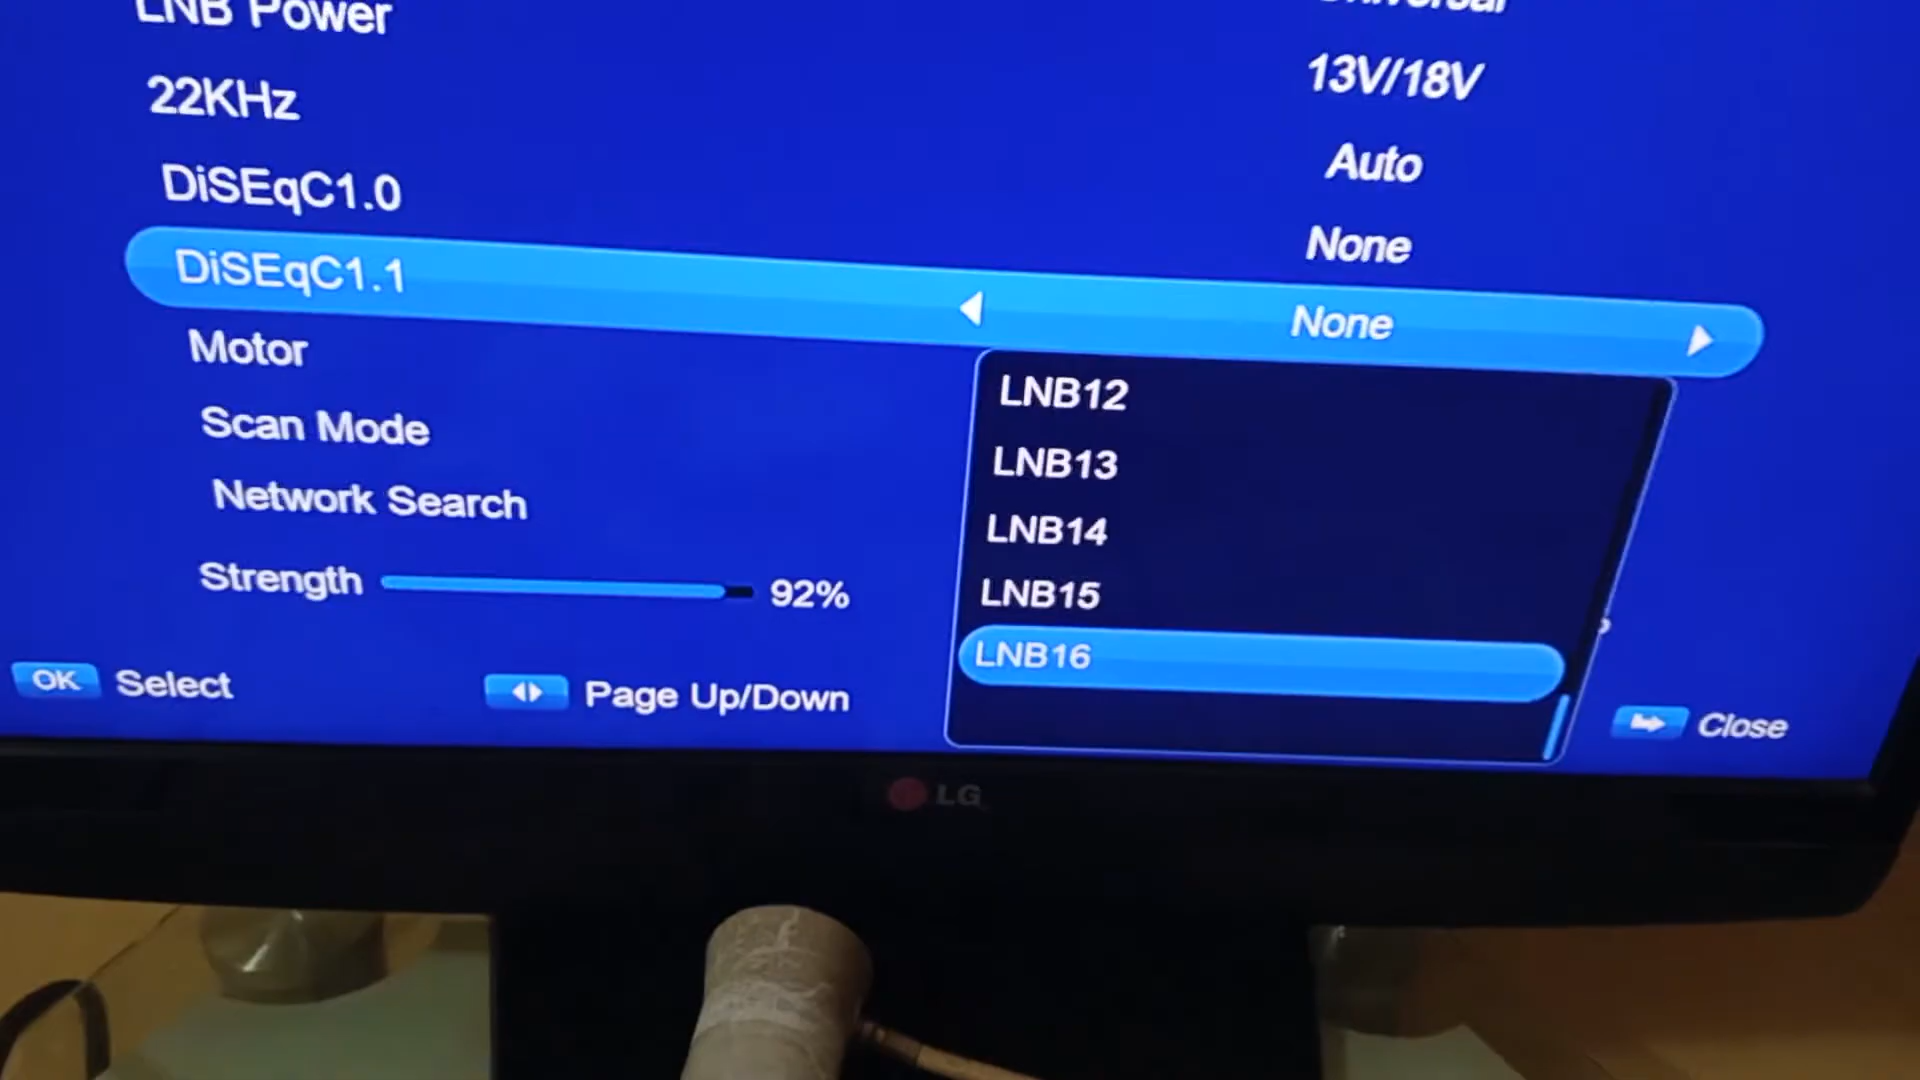 LNB Power
Universal
22KHz
13V/18V
DiSEqC1.0
Auto
None
DiSEqC1.1
None
Motor
LNB12
Scan Mode
LNB13
Network Search
LNB14
Strength
92%
LNB15
LNB16
OK Select
Page Up/Down
Close
LG